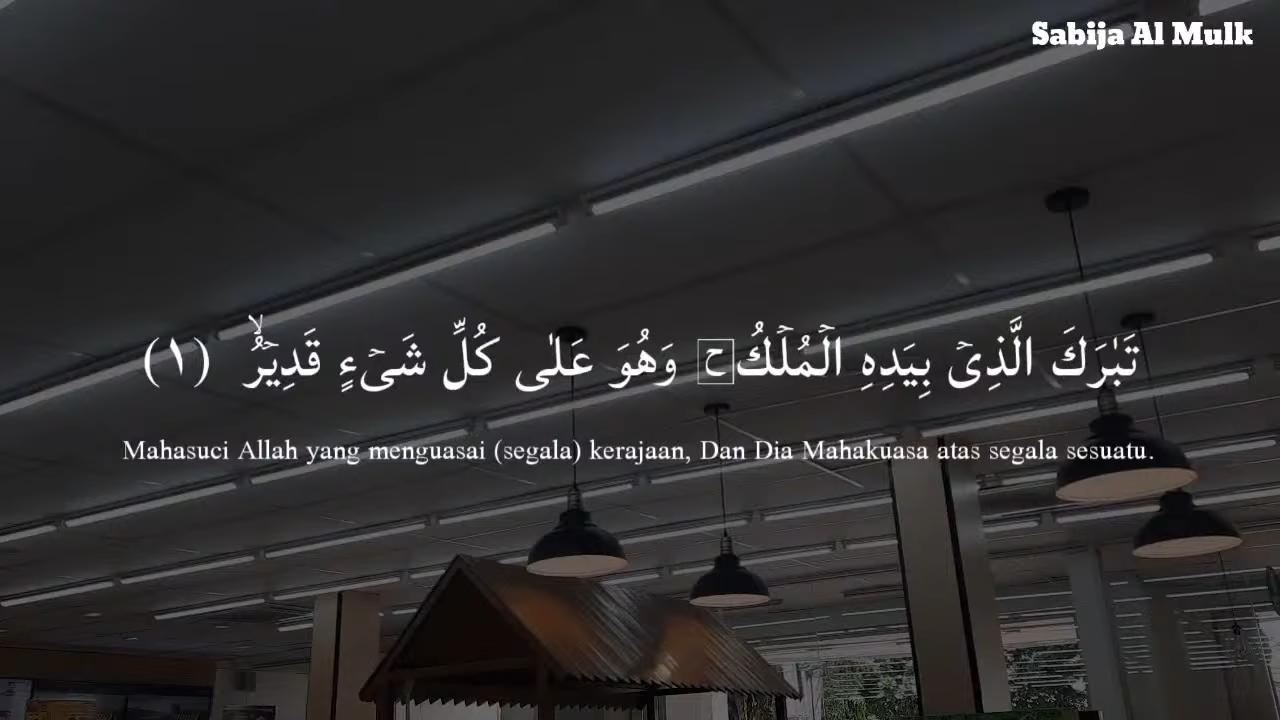 Sabija Al Mulk
تَبٰرَكَ الَّذِيْ بِيَدِهِ الْمُلْكُۖ وَهُوَ عَلٰى كُلِّ شَيْءٍ قَدِيْرٌۙ (١)
Mahasuci Allah yang menguasai (segala) kerajaan, Dan Dia Mahakuasa atas segala sesuatu.